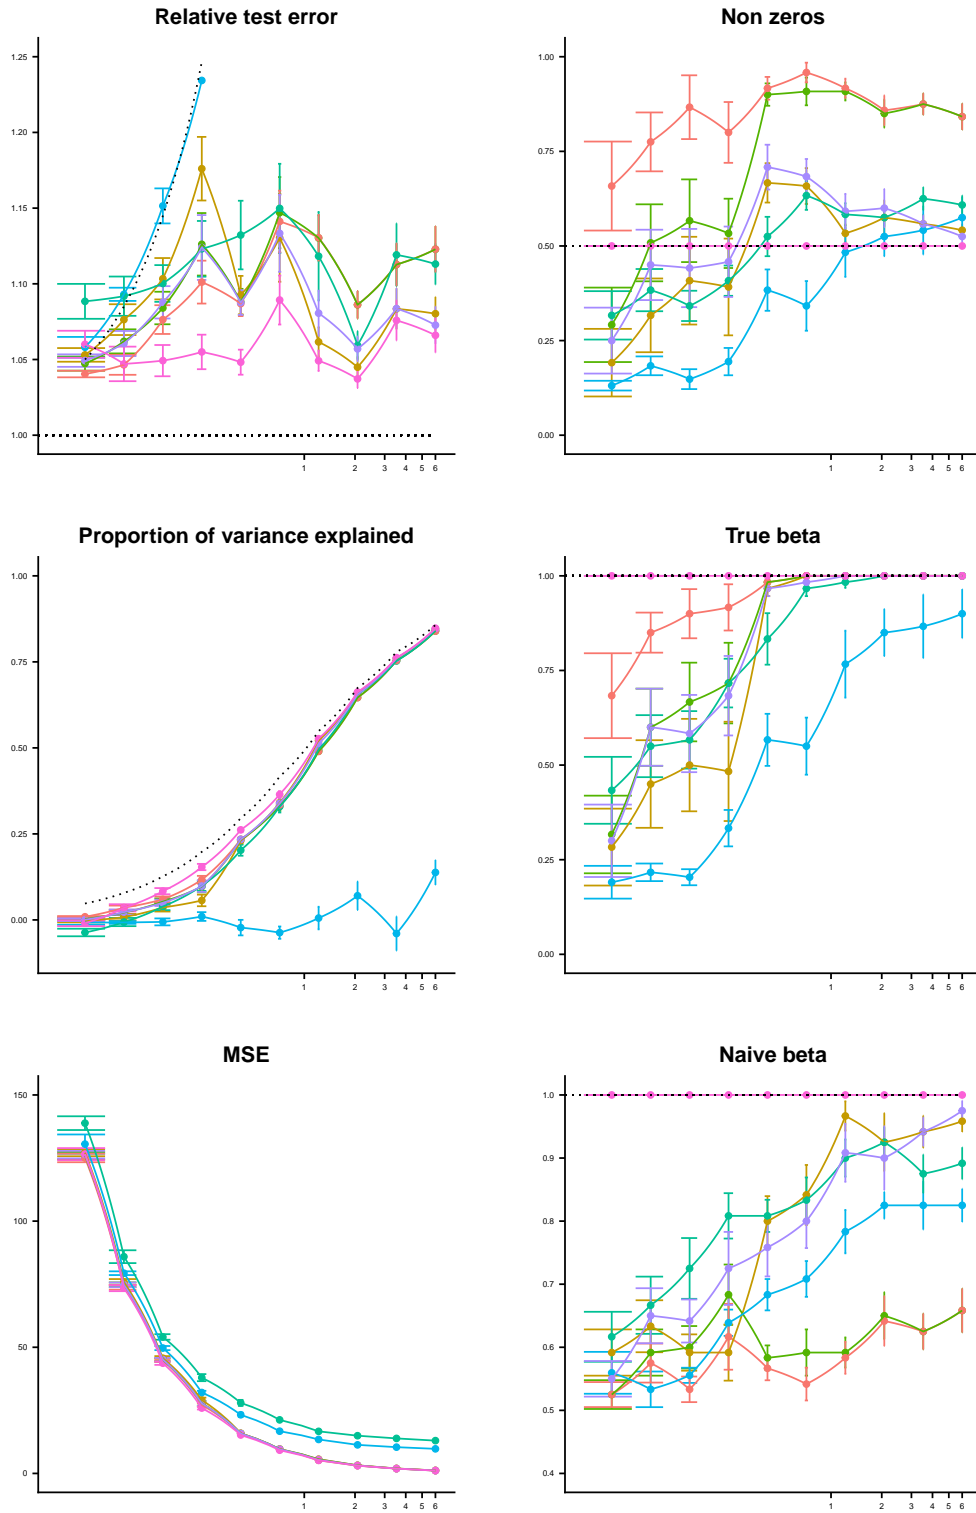 Relative test error
Non zeros
1.25
1.20
1.15
1.10
1.05
1.00
1 2 3 4 5 6
1.00
0.75
0.50
0.25
0.00
1 2 3 4 5 6
Proportion of variance explained
True beta
1.00
0.75
0.50
0.25
0.00
1 2 3 4 5 6
1.00
0.75
0.50
0.25
0.00
1 2 3 4 5 6
MSE
Naive beta
150
100
50
0
1 2 3 4 5 6
1.0
0.9
0.8
0.7
0.6
0.5
0.4
1 2 3 4 5 6